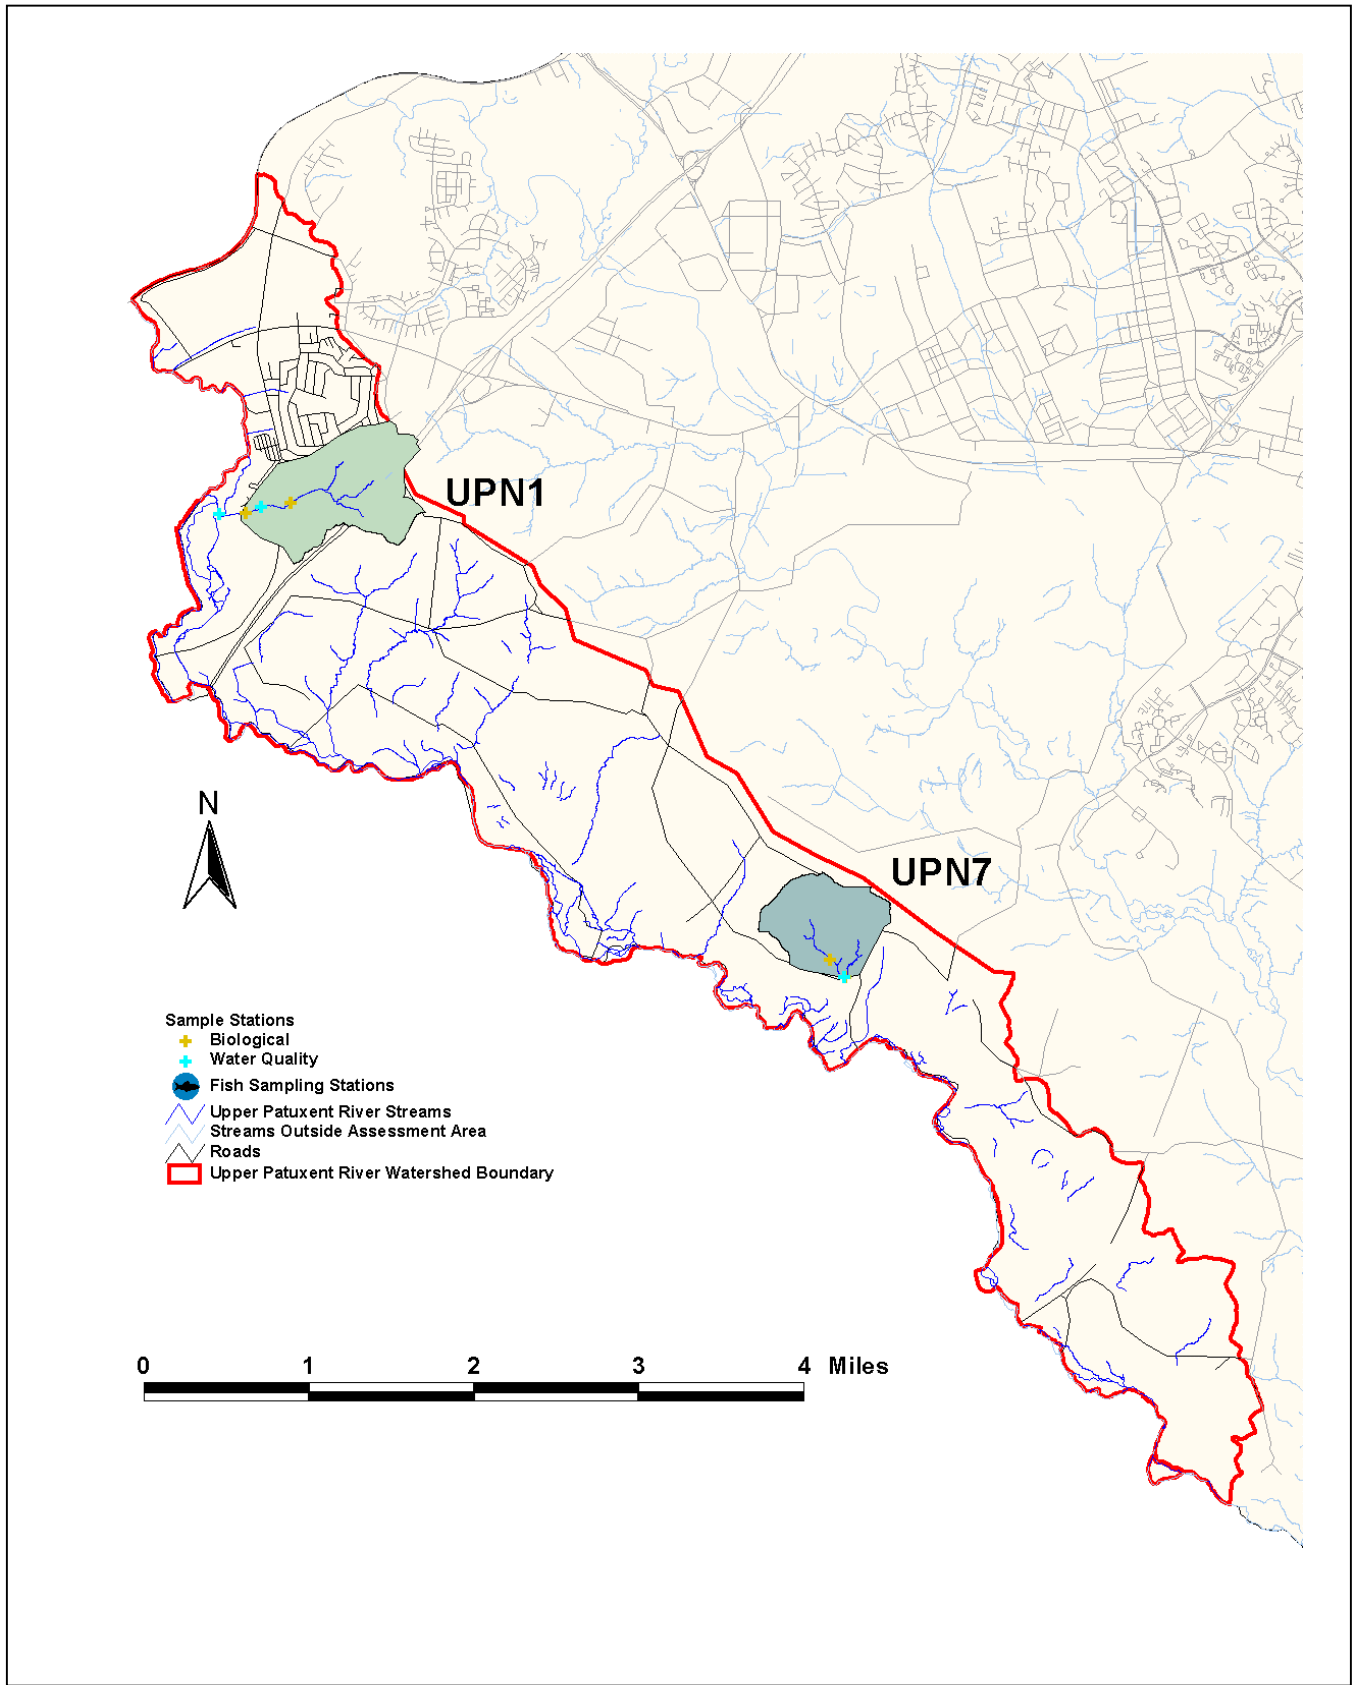 UPN1
UPN7
N
Sample Stations
Biological
Water Quality
Fish Sampling Stations
Upper Patuxent River Streams
Streams Outside Assessment Area
Roads
Upper Patuxent River Watershed Boundary
0 1 2 3 4 Miles